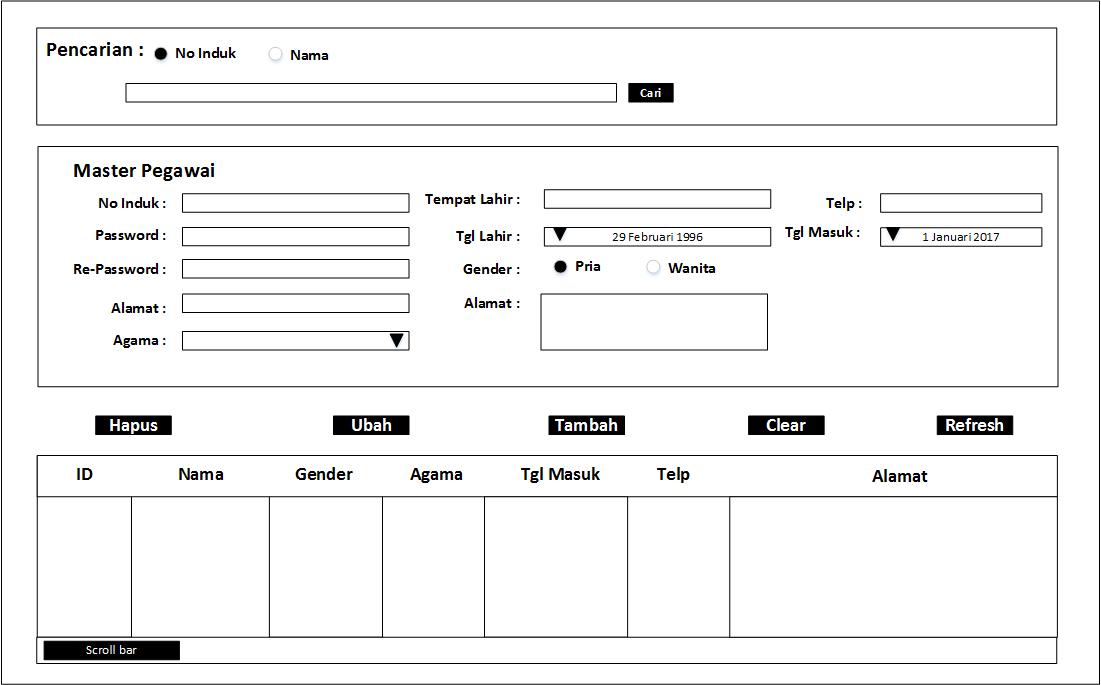 Pencarian : No Induk Nama
Cari
Master Pegawai
No Induk :
Password :
Re-Password :
Alamat :
Agama :
Tempat Lahir :
Tgl Lahir : 29 Februari 1996
Gender : Pria Wanita
Alamat :
Telp :
Tgl Masuk : 1 Januari 2017
Hapus Ubah Tambah Clear Refresh
ID Nama Gender Agama Tgl Masuk Telp Alamat
Scroll bar